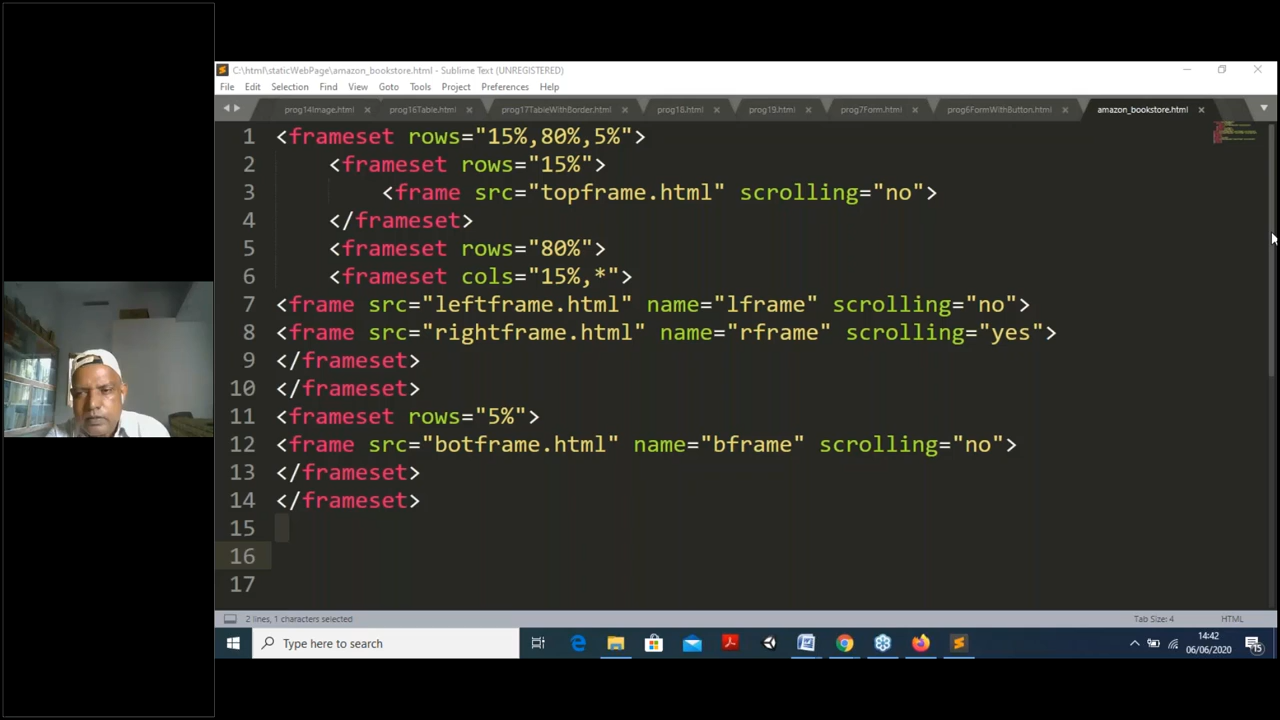 C:\html\staticWebPage\amazon_bookstore.html - Sublime Text (UNREGISTERED)
File Edit Selection Find View Goto Tools Project Preferences Help
prog14Image.html prog16Table.html prog17TableWithBorder.html prog18.html prog19.html prog7Form.html prog6FormWithButton.html amazon_bookstore.html
1 <frameset rows="15%,80%,5%">
2 <frameset rows="15%">
3 <frame src="topframe.html" scrolling="no">
4 </frameset>
5 <frameset rows="80%">
6 <frameset cols="15%,*">
7 <frame src="leftframe.html" name="lframe" scrolling="no">
8 <frame src="rightframe.html" name="rframe" scrolling="yes">
9 </frameset>
10 </frameset>
11 <frameset rows="5%">
12 <frame src="botframe.html" name="bframe" scrolling="no">
13 </frameset>
14 </frameset>
15
16
17
2 lines, 1 characters selected Tab Size: 4 HTML
Type here to search
14:42
06/06/2020
15